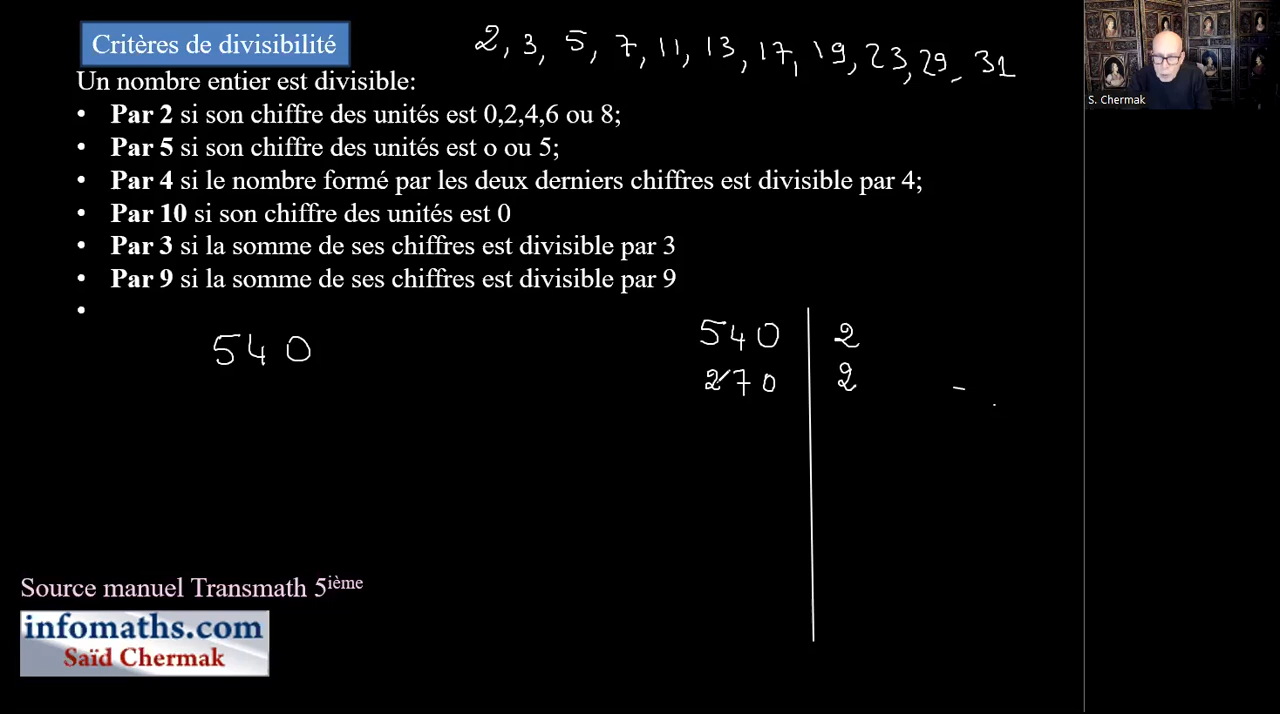 Critères de divisibilité
2, 3, 5, 7, 11, 13, 17, 19, 23, 29, 31
Un nombre entier est divisible:
• Par 2 si son chiffre des unités est 0,2,4,6 ou 8;
• Par 5 si son chiffre des unités est o ou 5;
• Par 4 si le nombre formé par les deux derniers chiffres est divisible par 4;
• Par 10 si son chiffre des unités est 0
• Par 3 si la somme de ses chiffres est divisible par 3
• Par 9 si la somme de ses chiffres est divisible par 9
•
540
540 | 2
270 | 2
Source manuel Transmath 5ième
infomaths.com
Saïd Chermak
S. Chermak